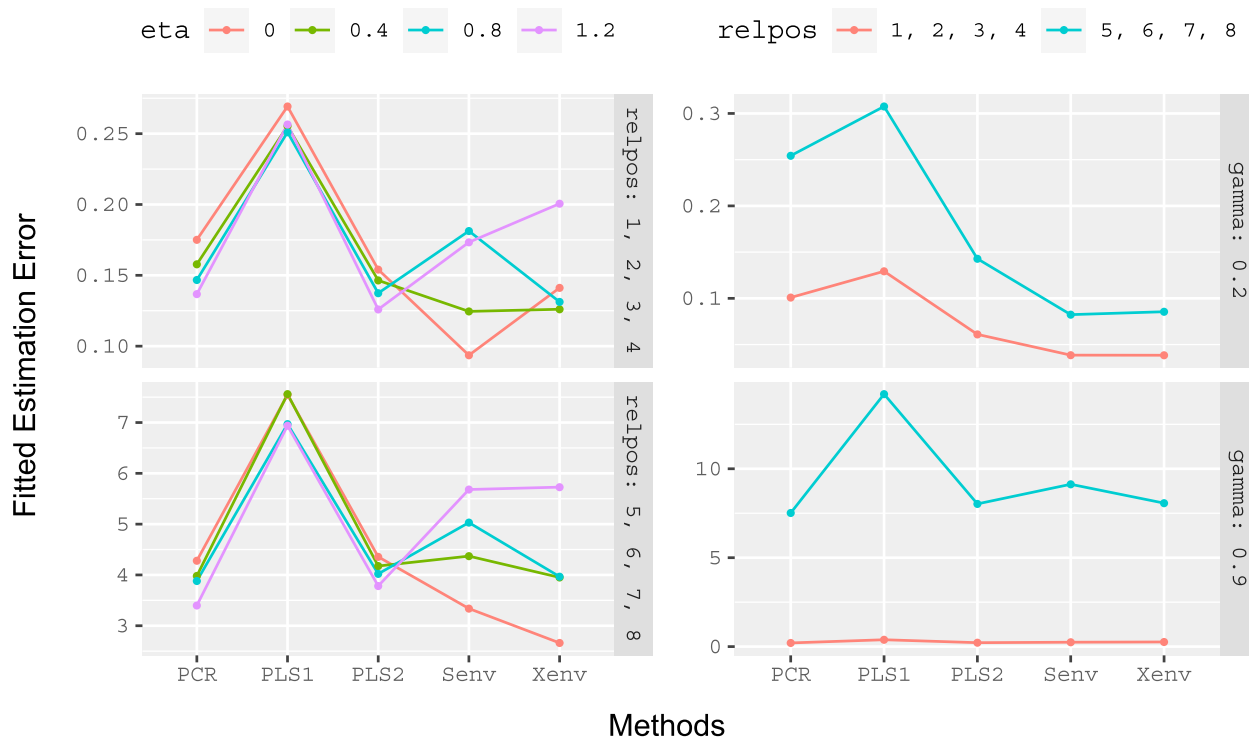 eta 0 0.4 0.8 1.2
relpos 1, 2, 3, 4 5, 6, 7, 8
Fitted Estimation Error
0.25
0.20
0.15
0.10
relpos: 1, 2, 3, 4
7
6
5
4
3
relpos: 5, 6, 7, 8
PCR PLS1 PLS2 Senv Xenv
0.3
0.2
0.1
gamma: 0.2
10
5
0
gamma: 0.9
PCR PLS1 PLS2 Senv Xenv
Methods